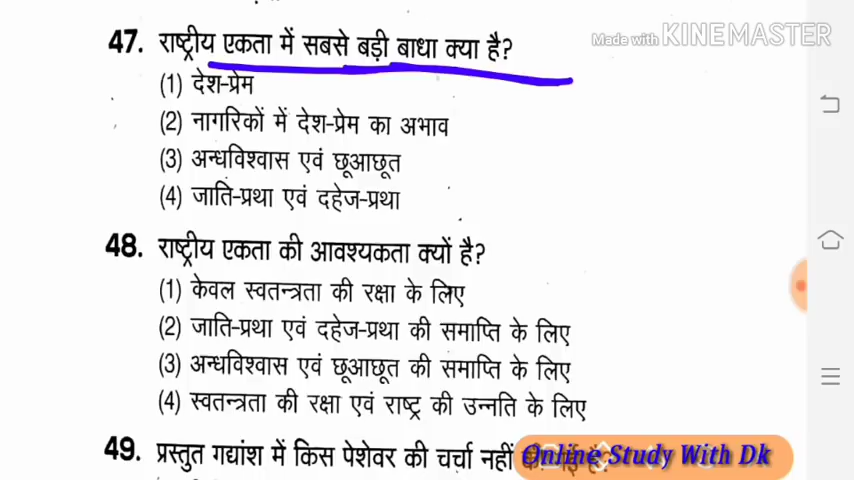 Made with KINEMASTER
47. राष्ट्रीय एकता में सबसे बड़ी बाधा क्या है?
(1) देश-प्रेम
(2) नागरिकों में देश-प्रेम का अभाव
(3) अन्धविश्वास एवं छूआछूत
(4) जाति-प्रथा एवं दहेज-प्रथा
48. राष्ट्रीय एकता की आवश्यकता क्यों है?
(1) केवल स्वतन्त्रता की रक्षा के लिए
(2) जाति-प्रथा एवं दहेज-प्रथा की समाप्ति के लिए
(3) अन्धविश्वास एवं छूआछूत की समाप्ति के लिए
(4) स्वतन्त्रता की रक्षा एवं राष्ट्र की उन्नति के लिए
49. प्रस्तुत गद्यांश में किस पेशेवर की चर्चा नहीं
Online Study With Dk